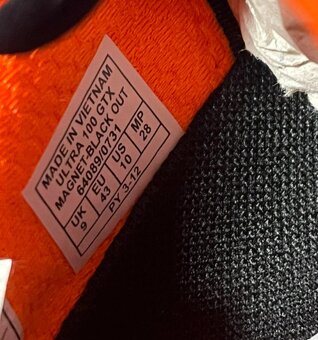 MADE IN VIETNAM
ULTRA 100 GTX
MAGNET-BLACK OUT
64089/0731
UK EU US MP
9 43 10 28
PY 3-12